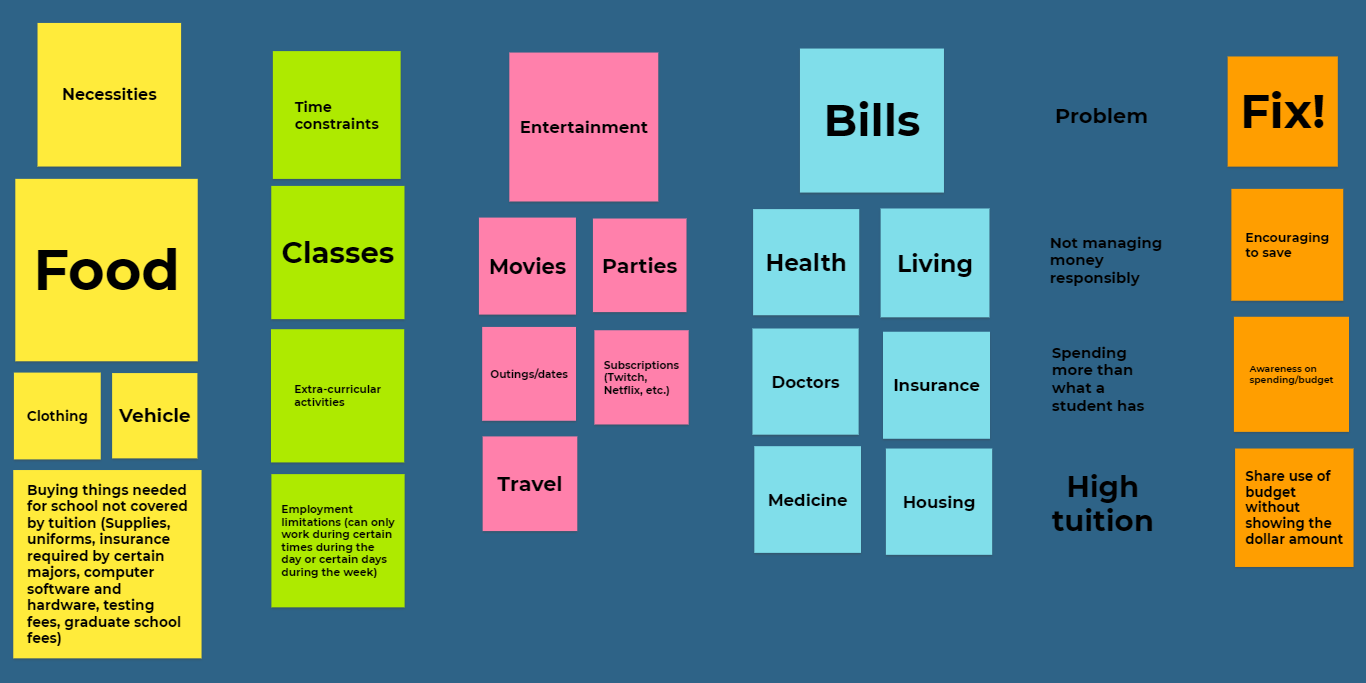 Necessities
Food
Clothing
Vehicle
Buying things needed
for school not covered
by tuition (Supplies,
uniforms, insurance
required by certain
majors, computer
software and
hardware, testing
fees, graduate school
fees)
Time
constraints
Classes
Extra-curricular
activities
Employment
limitations (can only
work during certain
times during the
day or certain days
during the week)
Entertainment
Movies
Parties
Outings/dates
Subscriptions
(Twitch,
Netflix, etc.)
Travel
Bills
Health
Living
Doctors
Insurance
Medicine
Housing
Problem
Not managing
money
responsibly
Spending
more than
what a
student has
High
tuition
Fix!
Encouraging
to save
Awareness on
spending/budget
Share use of
budget
without
showing the
dollar amount